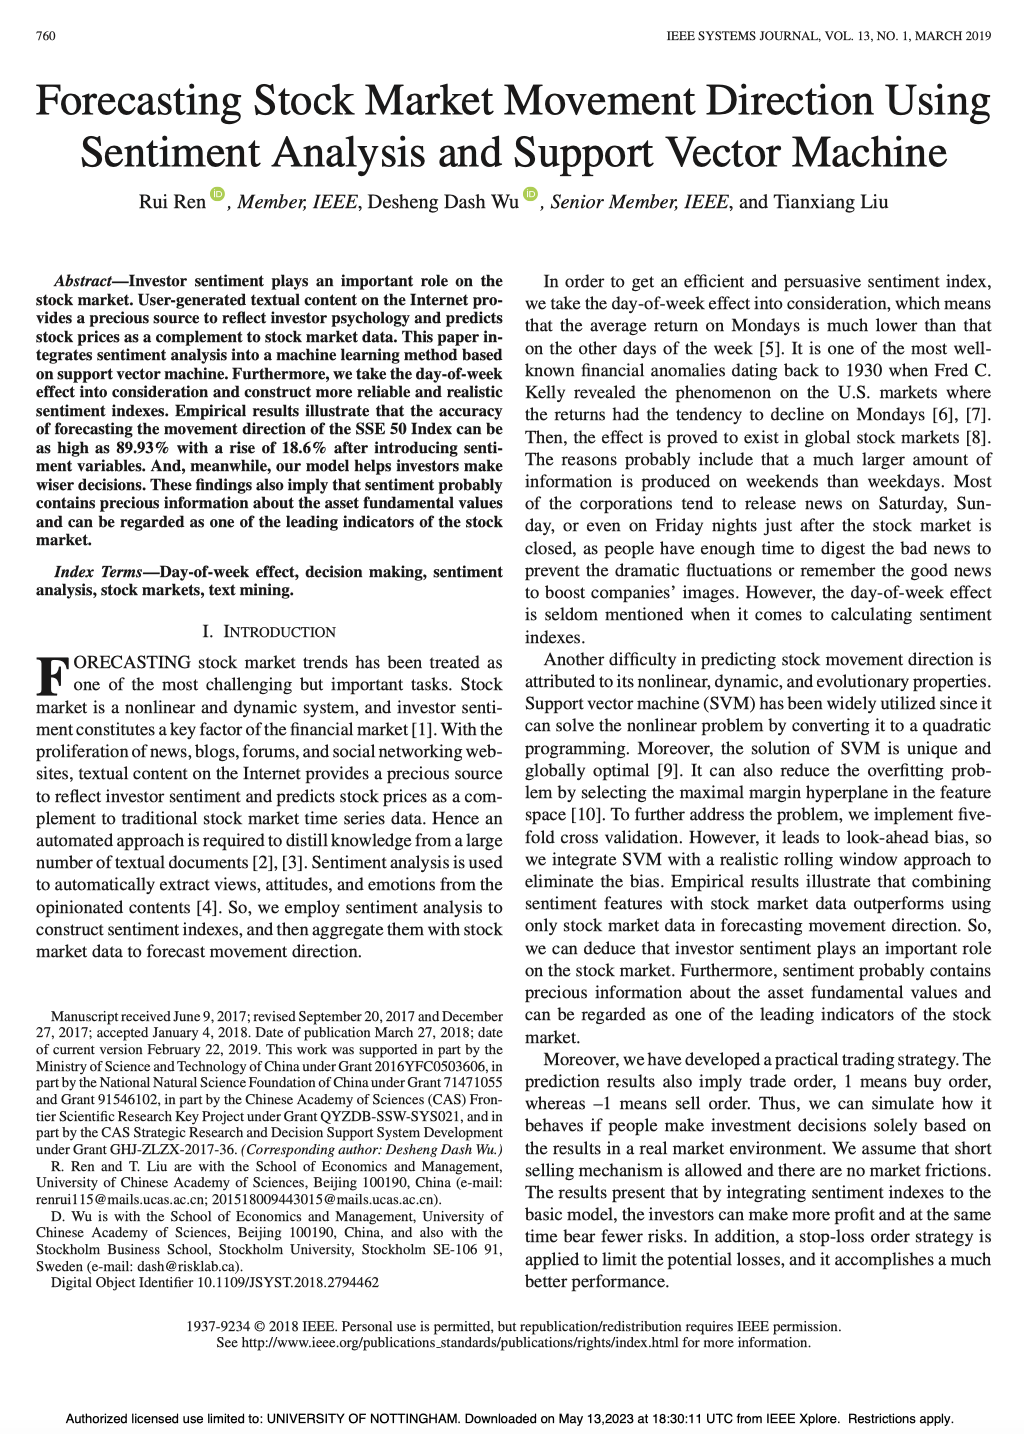 760
IEEE SYSTEMS JOURNAL, VOL. 13, NO. 1, MARCH 2019
Forecasting Stock Market Movement Direction Using
Sentiment Analysis and Support Vector Machine
Rui Ren iD, Member, IEEE, Desheng Dash Wu iD, Senior Member, IEEE, and Tianxiang Liu
Abstract—Investor sentiment plays an important role on the
stock market. User-generated textual content on the Internet pro-
vides a precious source to reflect investor psychology and predicts
stock prices as a complement to stock market data. This paper in-
tegrates sentiment analysis into a machine learning method based
on support vector machine. Furthermore, we take the day-of-week
effect into consideration and construct more reliable and realistic
sentiment indexes. Empirical results illustrate that the accuracy
of forecasting the movement direction of the SSE 50 Index can be
as high as 89.93% with a rise of 18.6% after introducing senti-
ment variables. And, meanwhile, our model helps investors make
wiser decisions. These findings also imply that sentiment probably
contains precious information about the asset fundamental values
and can be regarded as one of the leading indicators of the stock
market.
Index Terms—Day-of-week effect, decision making, sentiment
analysis, stock markets, text mining.
I. INTRODUCTION
FORECASTING stock market trends has been treated as
one of the most challenging but important tasks. Stock
market is a nonlinear and dynamic system, and investor senti-
ment constitutes a key factor of the financial market [1]. With the
proliferation of news, blogs, forums, and social networking web-
sites, textual content on the Internet provides a precious source
to reflect investor sentiment and predicts stock prices as a com-
plement to traditional stock market time series data. Hence an
automated approach is required to distill knowledge from a large
number of textual documents [2], [3]. Sentiment analysis is used
to automatically extract views, attitudes, and emotions from the
opinionated contents [4]. So, we employ sentiment analysis to
construct sentiment indexes, and then aggregate them with stock
market data to forecast movement direction.
Manuscript received June 9, 2017; revised September 20, 2017 and December
27, 2017; accepted January 4, 2018. Date of publication March 27, 2018; date
of current version February 22, 2019. This work was supported in part by the
Ministry of Science and Technology of China under Grant 2016YFC0503606, in
part by the National Natural Science Foundation of China under Grant 71471055
and Grant 91546102, in part by the Chinese Academy of Sciences (CAS) Fron-
tier Scientific Research Key Project under Grant QYZDB-SSW-SYS021, and in
part by the CAS Strategic Research and Decision Support System Development
under Grant GHJ-ZLZX-2017-36. (Corresponding author: Desheng Dash Wu.)
R. Ren and T. Liu are with the School of Economics and Management,
University of Chinese Academy of Sciences, Beijing 100190, China (e-mail:
renrui115@mails.ucas.ac.cn; 201518009443015@mails.ucas.ac.cn).
D. Wu is with the School of Economics and Management, University of
Chinese Academy of Sciences, Beijing 100190, China, and also with the
Stockholm Business School, Stockholm University, Stockholm SE-106 91,
Sweden (e-mail: dash@risklab.ca).
Digital Object Identifier 10.1109/JSYST.2018.2794462
In order to get an efficient and persuasive sentiment index,
we take the day-of-week effect into consideration, which means
that the average return on Mondays is much lower than that
on the other days of the week [5]. It is one of the most well-
known financial anomalies dating back to 1930 when Fred C.
Kelly revealed the phenomenon on the U.S. markets where
the returns had the tendency to decline on Mondays [6], [7].
Then, the effect is proved to exist in global stock markets [8].
The reasons probably include that a much larger amount of
information is produced on weekends than weekdays. Most
of the corporations tend to release news on Saturday, Sun-
day, or even on Friday nights just after the stock market is
closed, as people have enough time to digest the bad news to
prevent the dramatic fluctuations or remember the good news
to boost companies' images. However, the day-of-week effect
is seldom mentioned when it comes to calculating sentiment
indexes.
Another difficulty in predicting stock movement direction is
attributed to its nonlinear, dynamic, and evolutionary properties.
Support vector machine (SVM) has been widely utilized since it
can solve the nonlinear problem by converting it to a quadratic
programming. Moreover, the solution of SVM is unique and
globally optimal [9]. It can also reduce the overfitting prob-
lem by selecting the maximal margin hyperplane in the feature
space [10]. To further address the problem, we implement five-
fold cross validation. However, it leads to look-ahead bias, so
we integrate SVM with a realistic rolling window approach to
eliminate the bias. Empirical results illustrate that combining
sentiment features with stock market data outperforms using
only stock market data in forecasting movement direction. So,
we can deduce that investor sentiment plays an important role
on the stock market. Furthermore, sentiment probably contains
precious information about the asset fundamental values and
can be regarded as one of the leading indicators of the stock
market.
Moreover, we have developed a practical trading strategy. The
prediction results also imply trade order, 1 means buy order,
whereas –1 means sell order. Thus, we can simulate how it
behaves if people make investment decisions solely based on
the results in a real market environment. We assume that short
selling mechanism is allowed and there are no market frictions.
The results present that by integrating sentiment indexes to the
basic model, the investors can make more profit and at the same
time bear fewer risks. In addition, a stop-loss order strategy is
applied to limit the potential losses, and it accomplishes a much
better performance.
1937-9234 © 2018 IEEE. Personal use is permitted, but republication/redistribution requires IEEE permission.
See http://www.ieee.org/publications_standards/publications/rights/index.html for more information.
Authorized licensed use limited to: UNIVERSITY OF NOTTINGHAM. Downloaded on May 13,2023 at 18:30:11 UTC from IEEE Xplore. Restrictions apply.